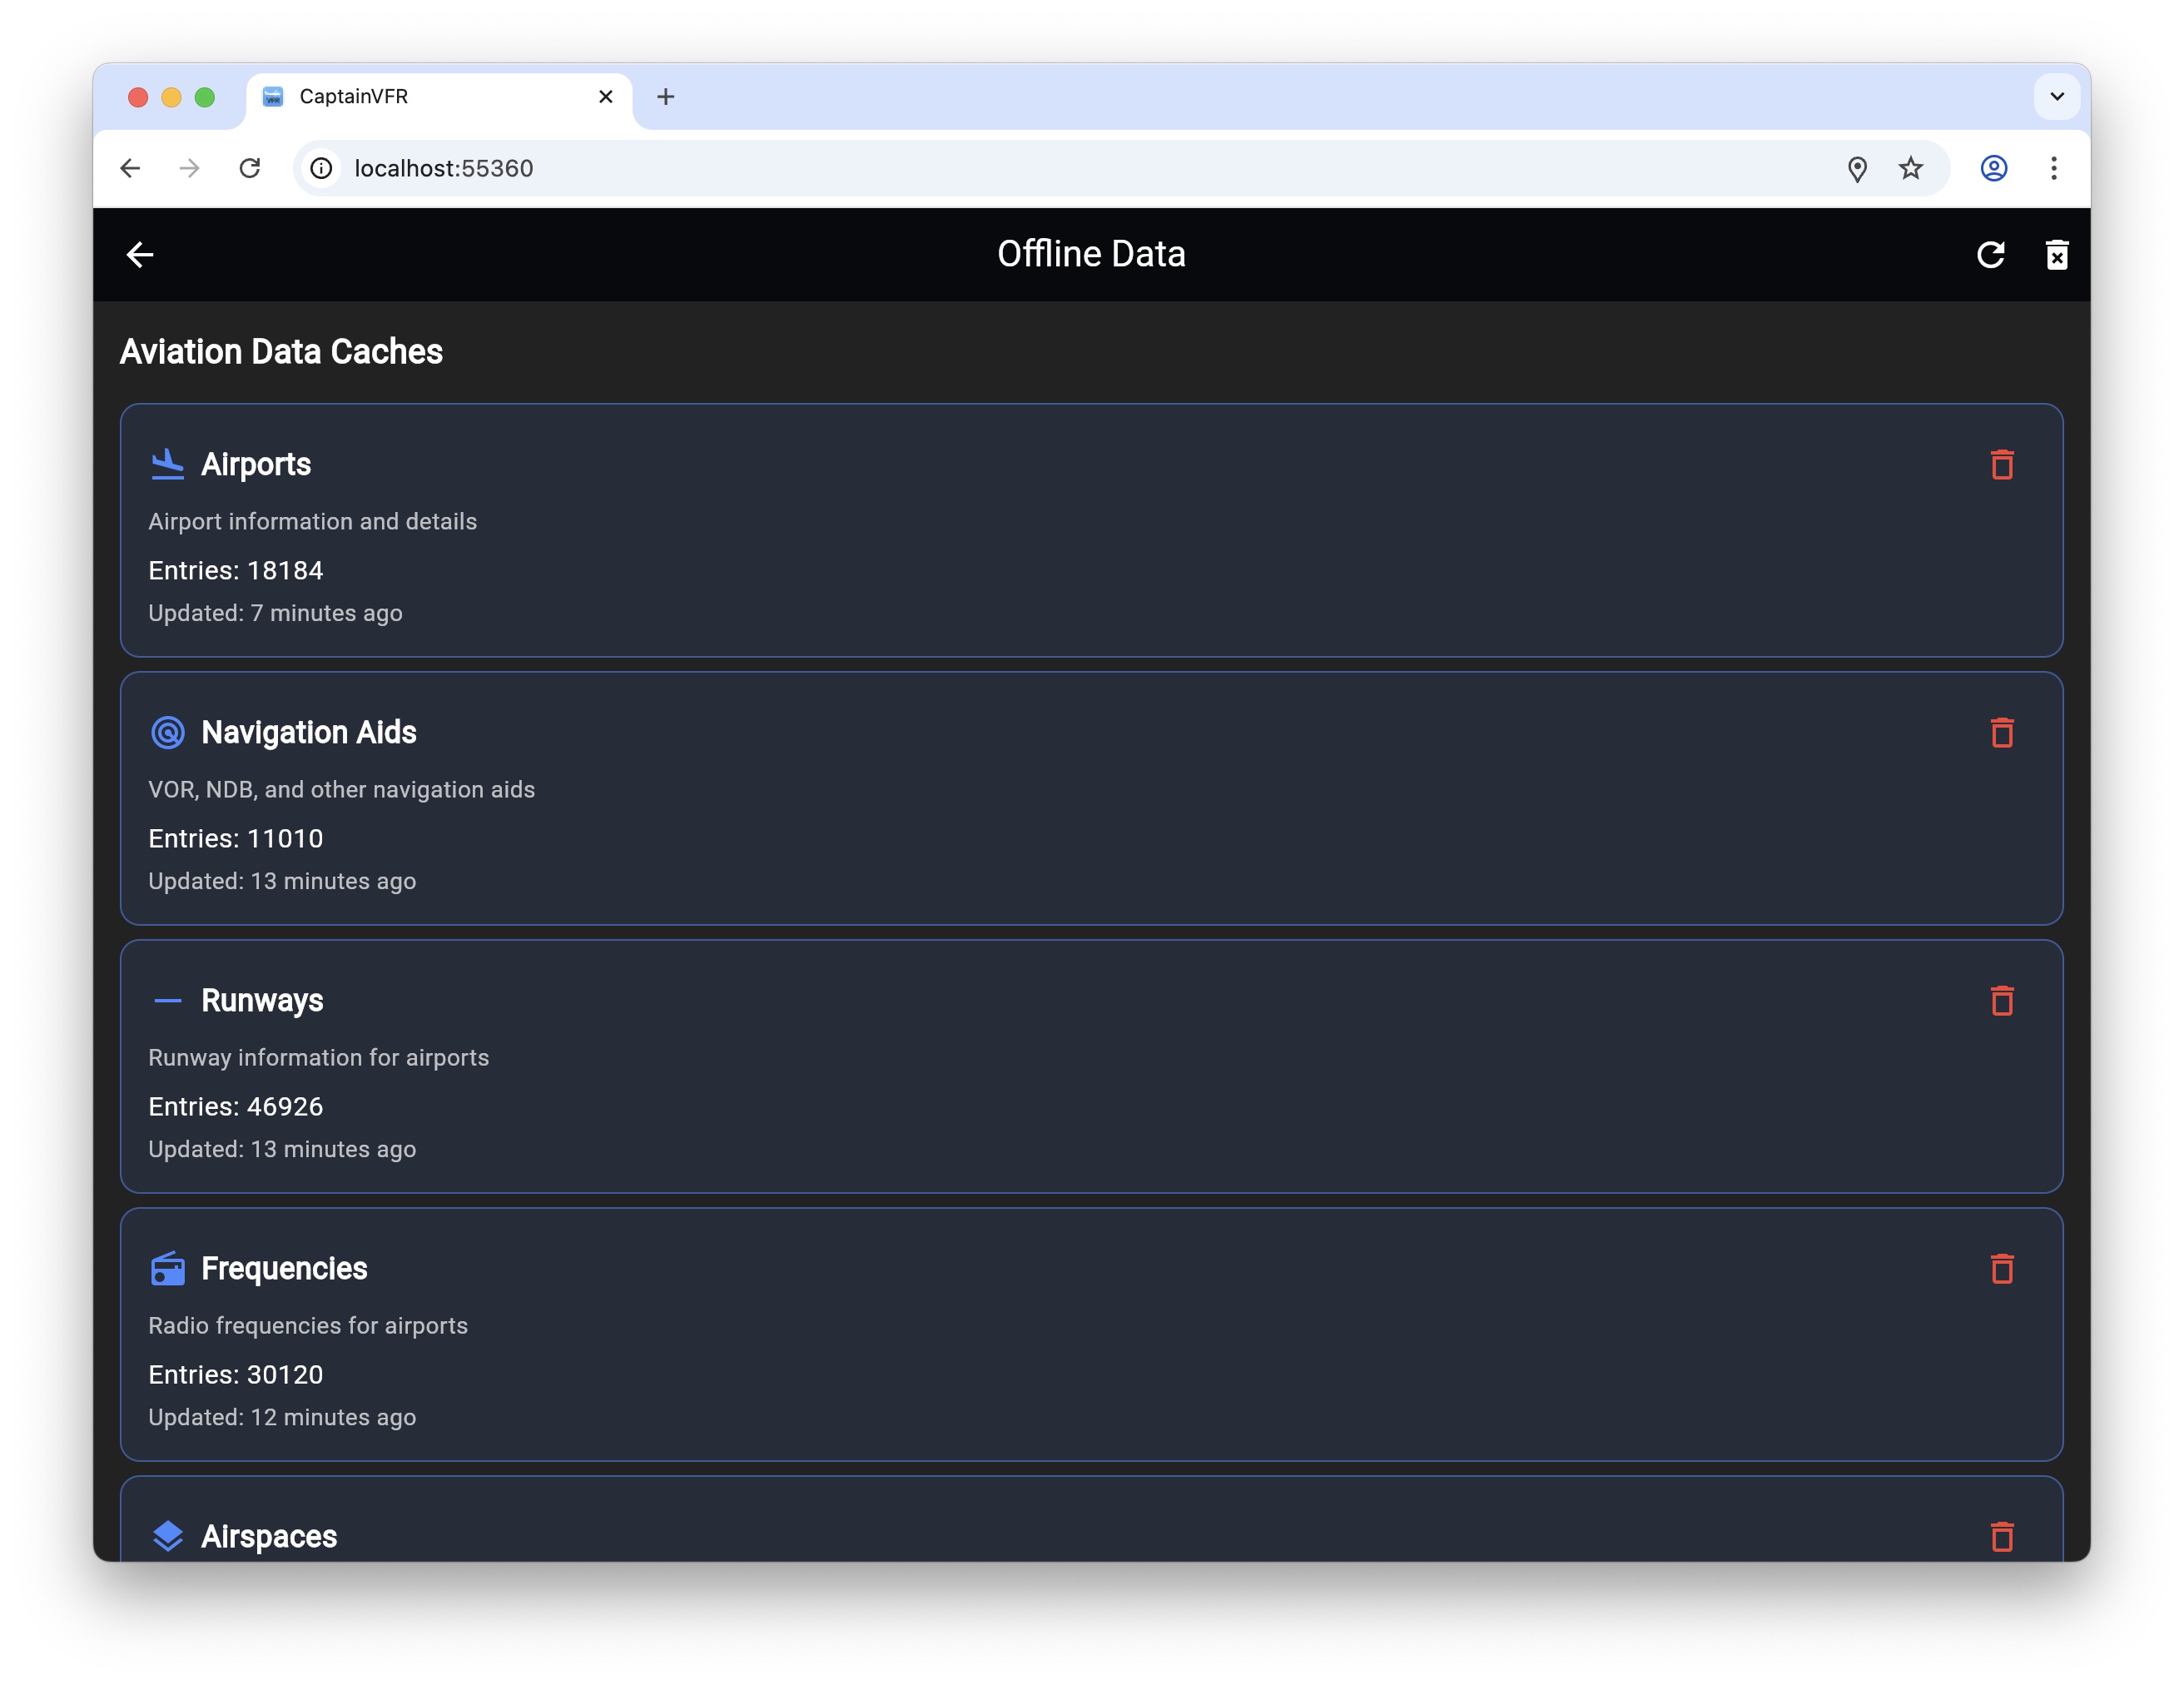 CaptainVFR
localhost:55360
Offline Data
Aviation Data Caches
Airports
Airport information and details
Entries: 18184
Updated: 7 minutes ago
Navigation Aids
VOR, NDB, and other navigation aids
Entries: 11010
Updated: 13 minutes ago
Runways
Runway information for airports
Entries: 46926
Updated: 13 minutes ago
Frequencies
Radio frequencies for airports
Entries: 30120
Updated: 12 minutes ago
Airspaces